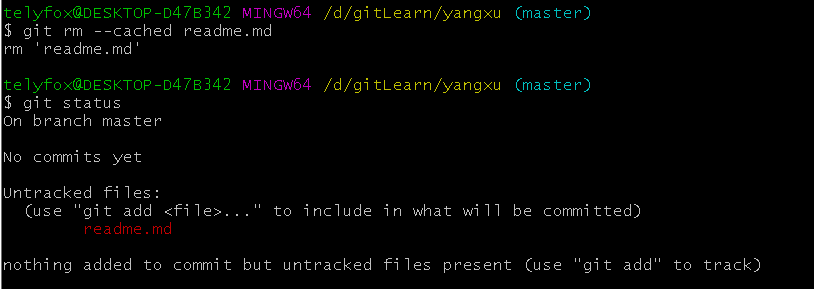 telyfox@DESKTOP-D47B342 MINGW64 /d/gitLearn/yangxu (master)
$ git rm --cached readme.md
rm 'readme.md'
telyfox@DESKTOP-D47B342 MINGW64 /d/gitLearn/yangxu (master)
$ git status
On branch master
No commits yet
Untracked files:
  (use "git add <file>..." to include in what will be committed)
        readme.md
nothing added to commit but untracked files present (use "git add" to track)